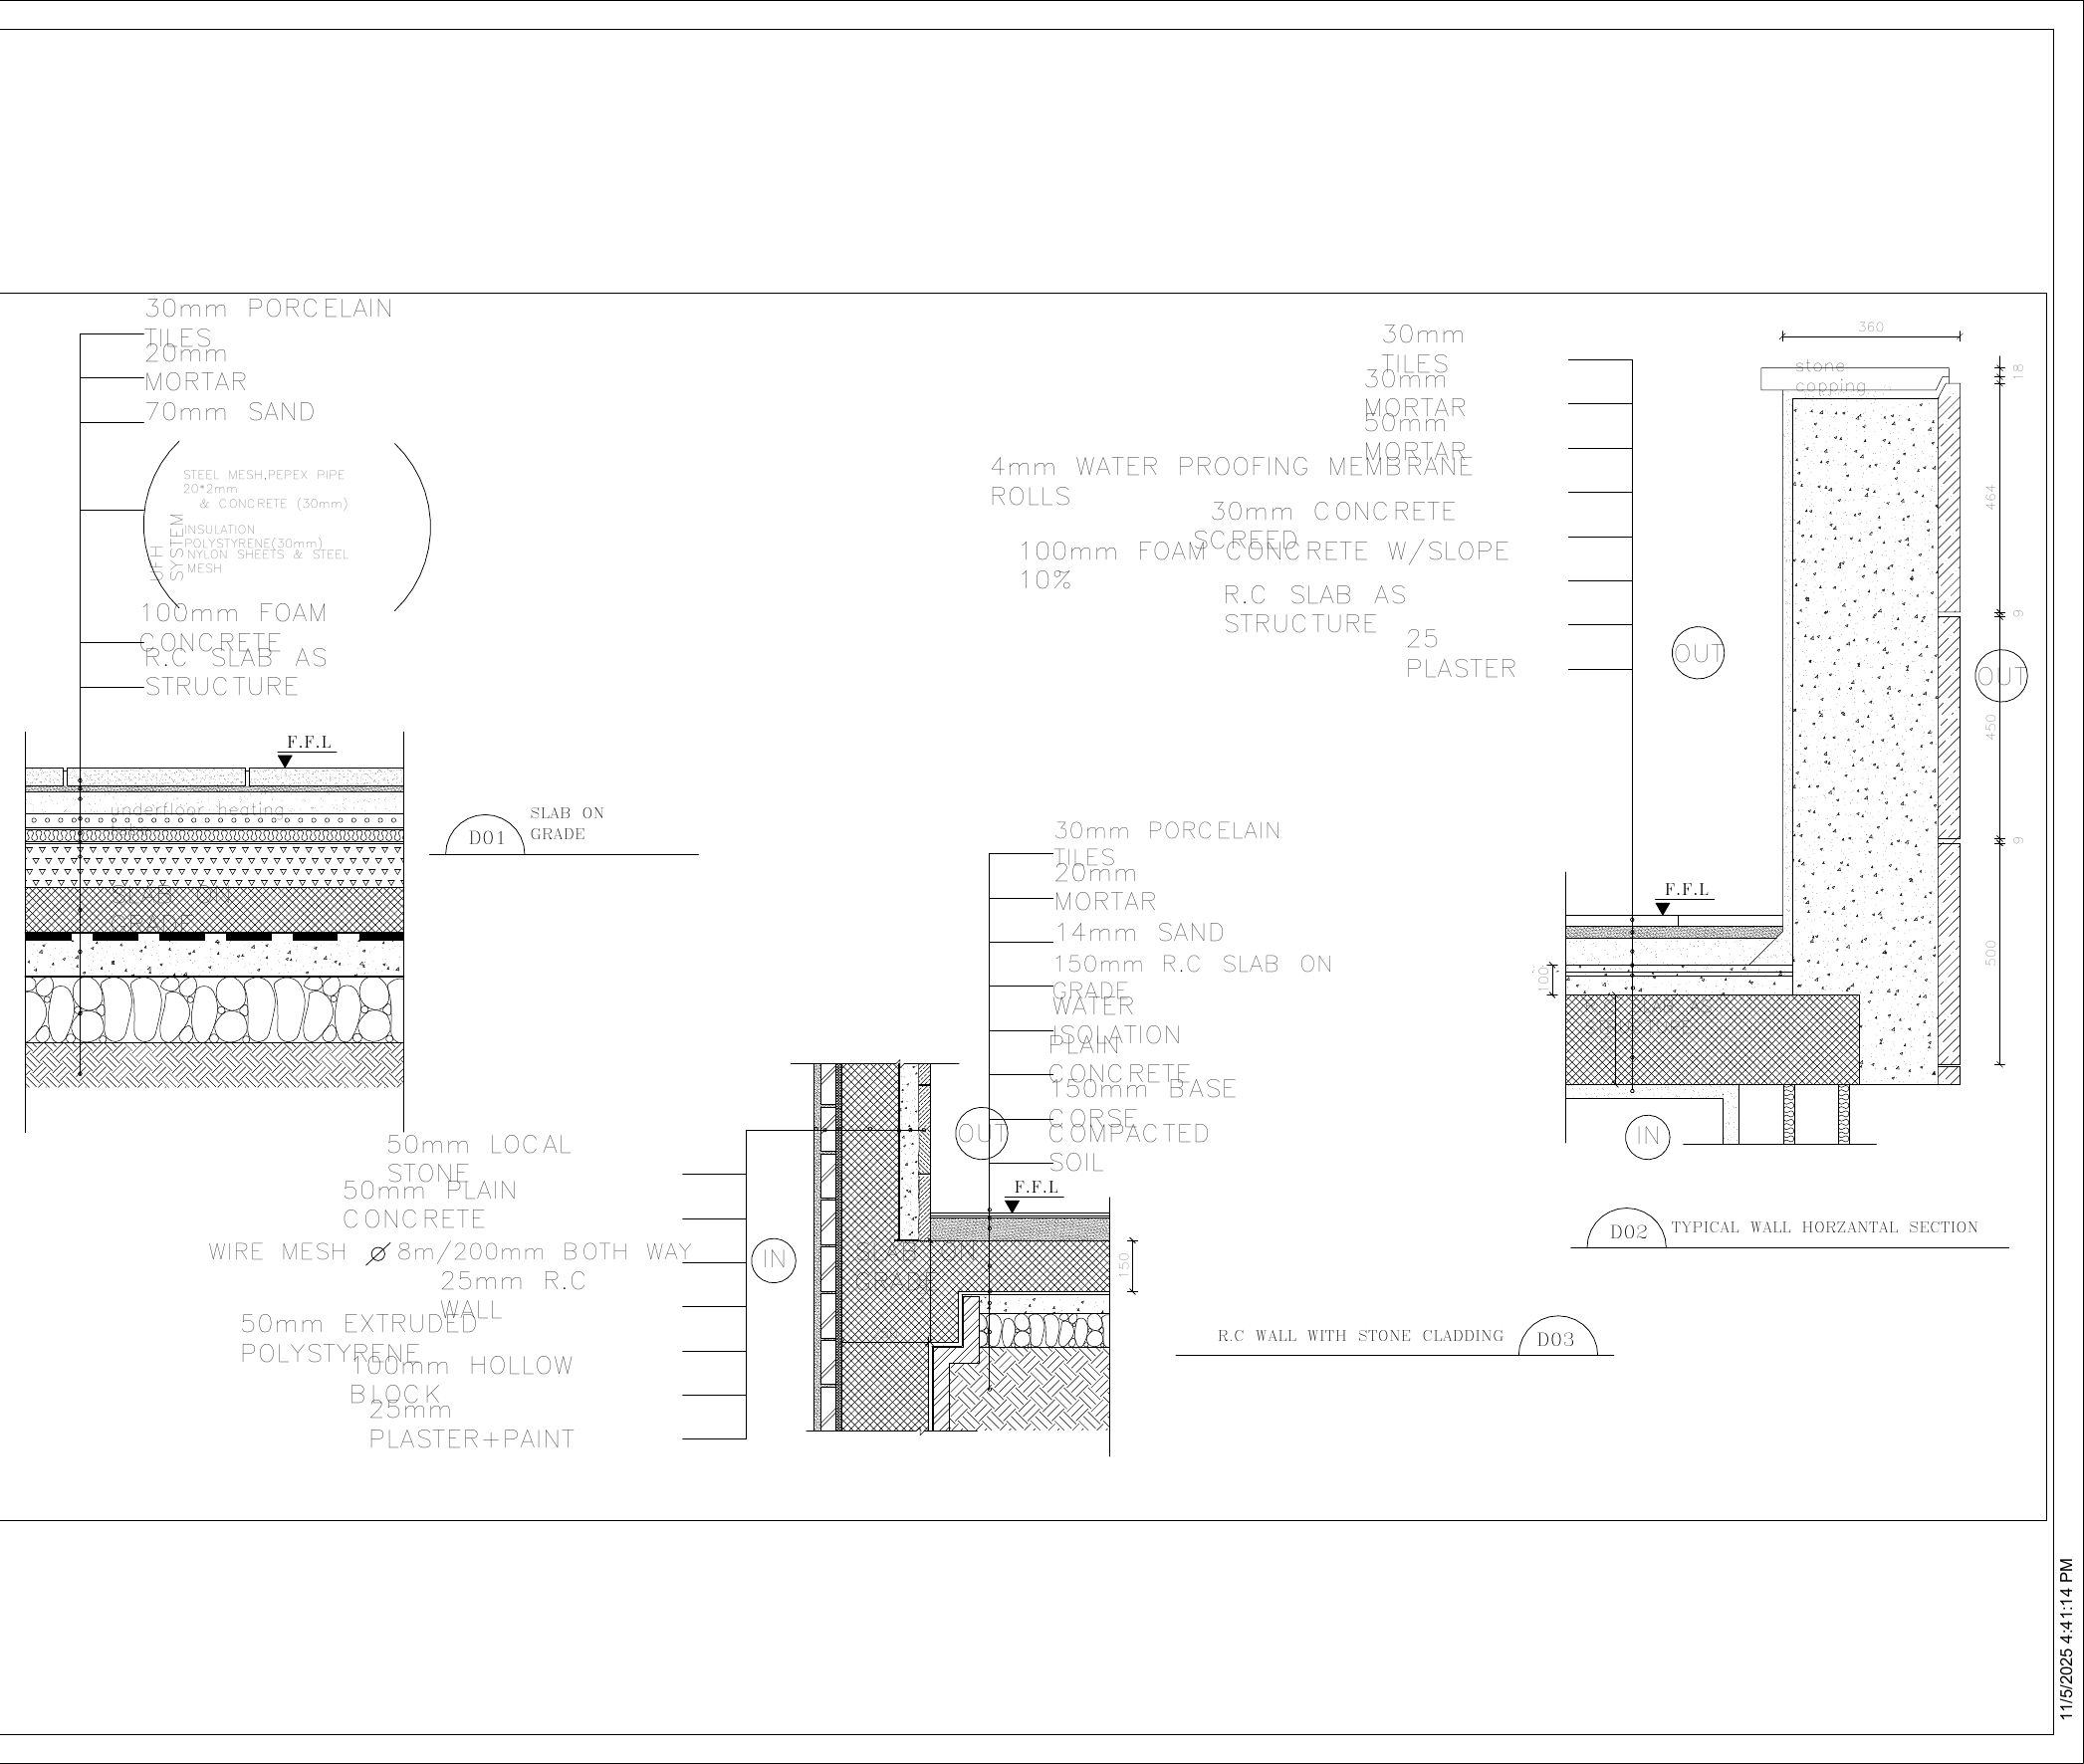 30mm PORCELAIN
TILES
20mm
MORTAR
70mm SAND
STEEL MESH,PEPEX PIPE
20*2mm
& CONCRETE (30mm)
INSULATION
POLYSTYRENE(30mm)
NYLON SHEETS & STEEL
MESH
UFH
SYSTEM
100mm FOAM
CONCRETE
R.C SLAB AS
STRUCTURE
F.F.L
underfloor heating
SLAB ON
GRADE
D01
SLAB ON
GRADE
30mm
TILES
30mm
MORTAR
50mm
MORTAR
4mm WATER PROOFING MEMBRANE
ROLLS
30mm CONCRETE
SCREED
100mm FOAM CONCRETE W/SLOPE
10%
R.C SLAB AS
STRUCTURE
25
PLASTER
OUT
360
stone
copping
18
464
9
OUT
450
9
500
F.F.L
100
IN
D02
TYPICAL WALL HORZANTAL SECTION
30mm PORCELAIN
TILES
20mm
MORTAR
14mm SAND
150mm R.C SLAB ON
GRADE
WATER
ISOLATION
PLAIN
CONCRETE
150mm BASE
CORSE
COMPACTED
SOIL
OUT
F.F.L
50mm LOCAL
STONE
50mm PLAIN
CONCRETE
WIRE MESH ⌀8m/200mm BOTH WAY
25mm R.C
WALL
50mm EXTRUDED
POLYSTYRENE
100mm HOLLOW
BLOCK
25mm
PLASTER+PAINT
IN
SLAB ON
GRADE
150
R.C WALL WITH STONE CLADDING
D03
11/5/2025 4:41:14 PM